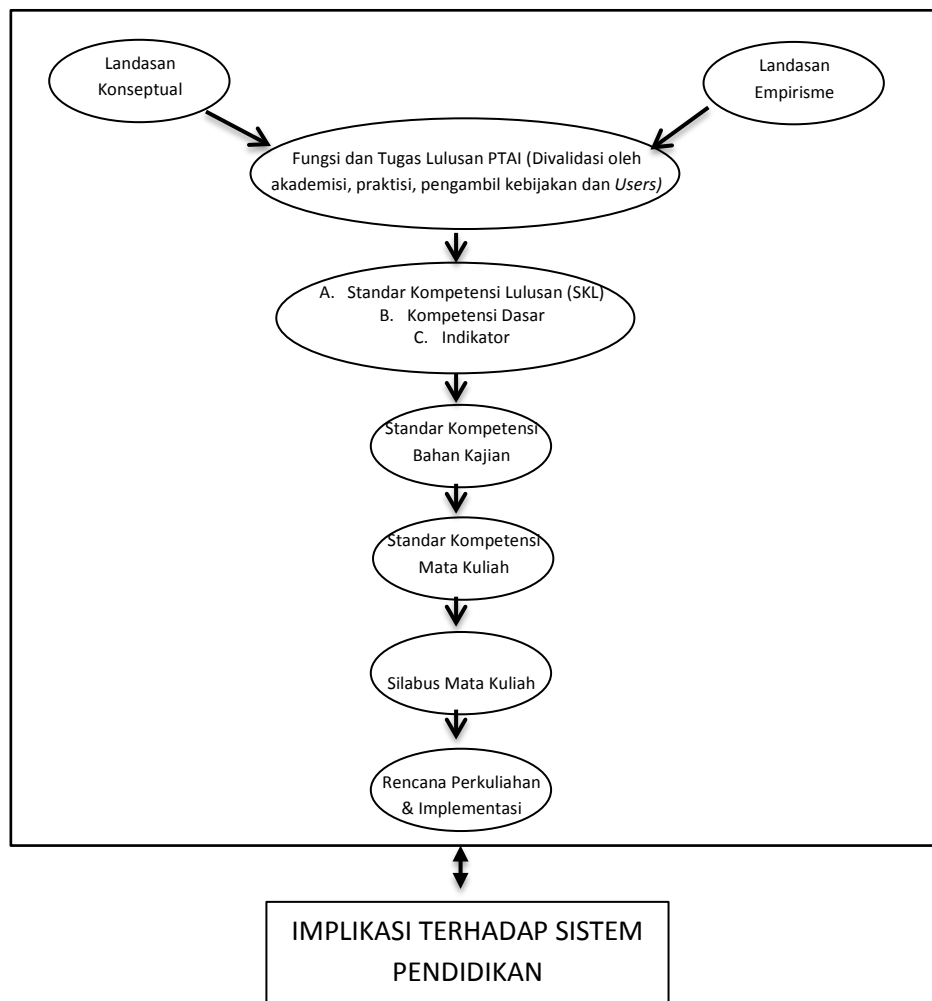 Landasan
Konseptual
Landasan
Empirisme
Fungsi dan Tugas Lulusan PTAI (Divalidasi oleh
akademisi, praktisi, pengambil kebijakan dan Users)
A. Standar Kompetensi Lulusan (SKL)
B. Kompetensi Dasar
C. Indikator
Standar Kompetensi
Bahan Kajian
Standar Kompetensi
Mata Kuliah
Silabus Mata Kuliah
Rencana Perkuliahan
& Implementasi
IMPLIKASI TERHADAP SISTEM
PENDIDIKAN